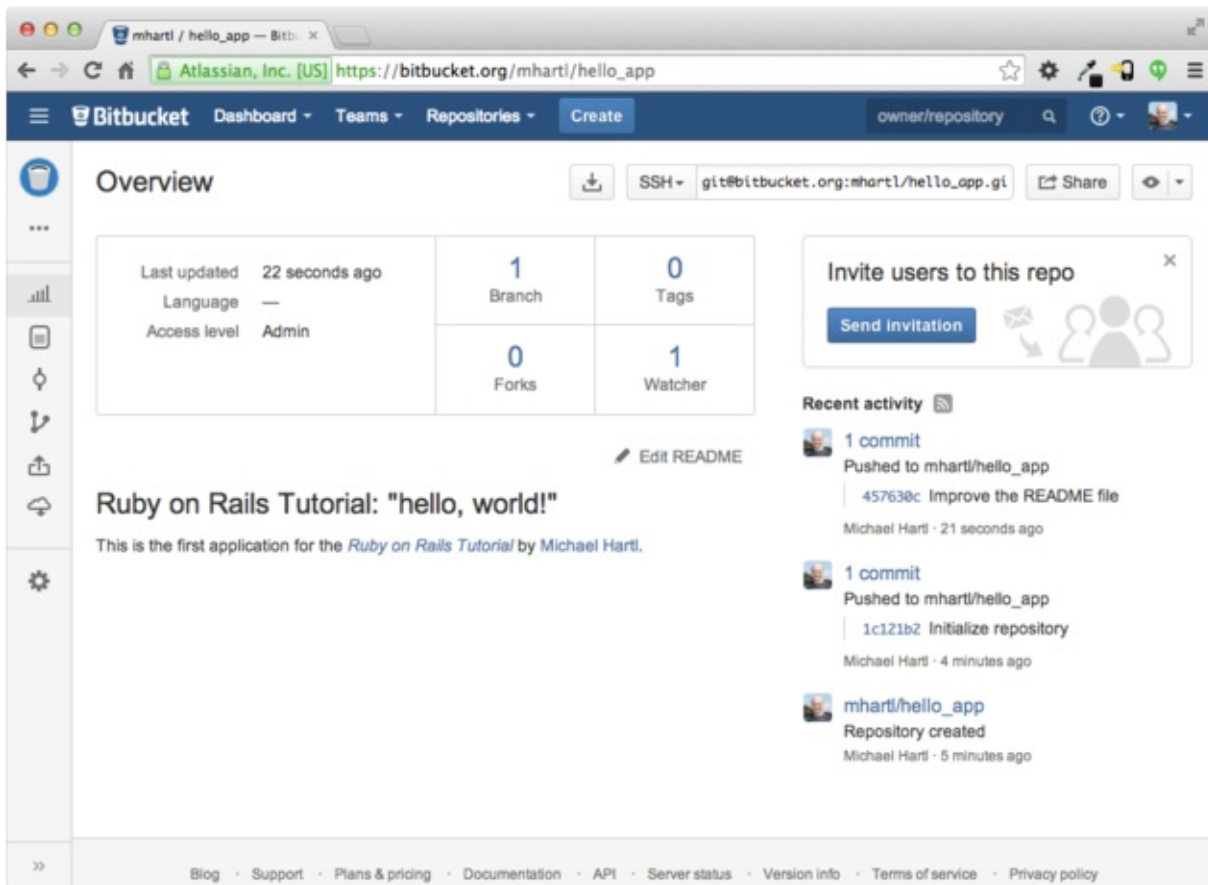 mhartl / hello_app — Bitb
Atlassian, Inc. [US] https://bitbucket.org/mhartl/hello_app
Bitbucket Dashboard Teams Repositories Create owner/repository
Overview
SSH git@bitbucket.org:mhartl/hello_app.gi Share
Last updated 22 seconds ago
Language —
Access level Admin
1
Branch
0
Tags
0
Forks
1
Watcher
Invite users to this repo
Send invitation
Edit README
Ruby on Rails Tutorial: "hello, world!"
This is the first application for the Ruby on Rails Tutorial by Michael Hartl.
Recent activity
1 commit
Pushed to mhartl/hello_app
457630c Improve the README file
Michael Hartl · 21 seconds ago
1 commit
Pushed to mhartl/hello_app
1c121b2 Initialize repository
Michael Hartl · 4 minutes ago
mhartl/hello_app
Repository created
Michael Hartl · 5 minutes ago
Blog · Support · Plans & pricing · Documentation · API · Server status · Version info · Terms of service · Privacy policy